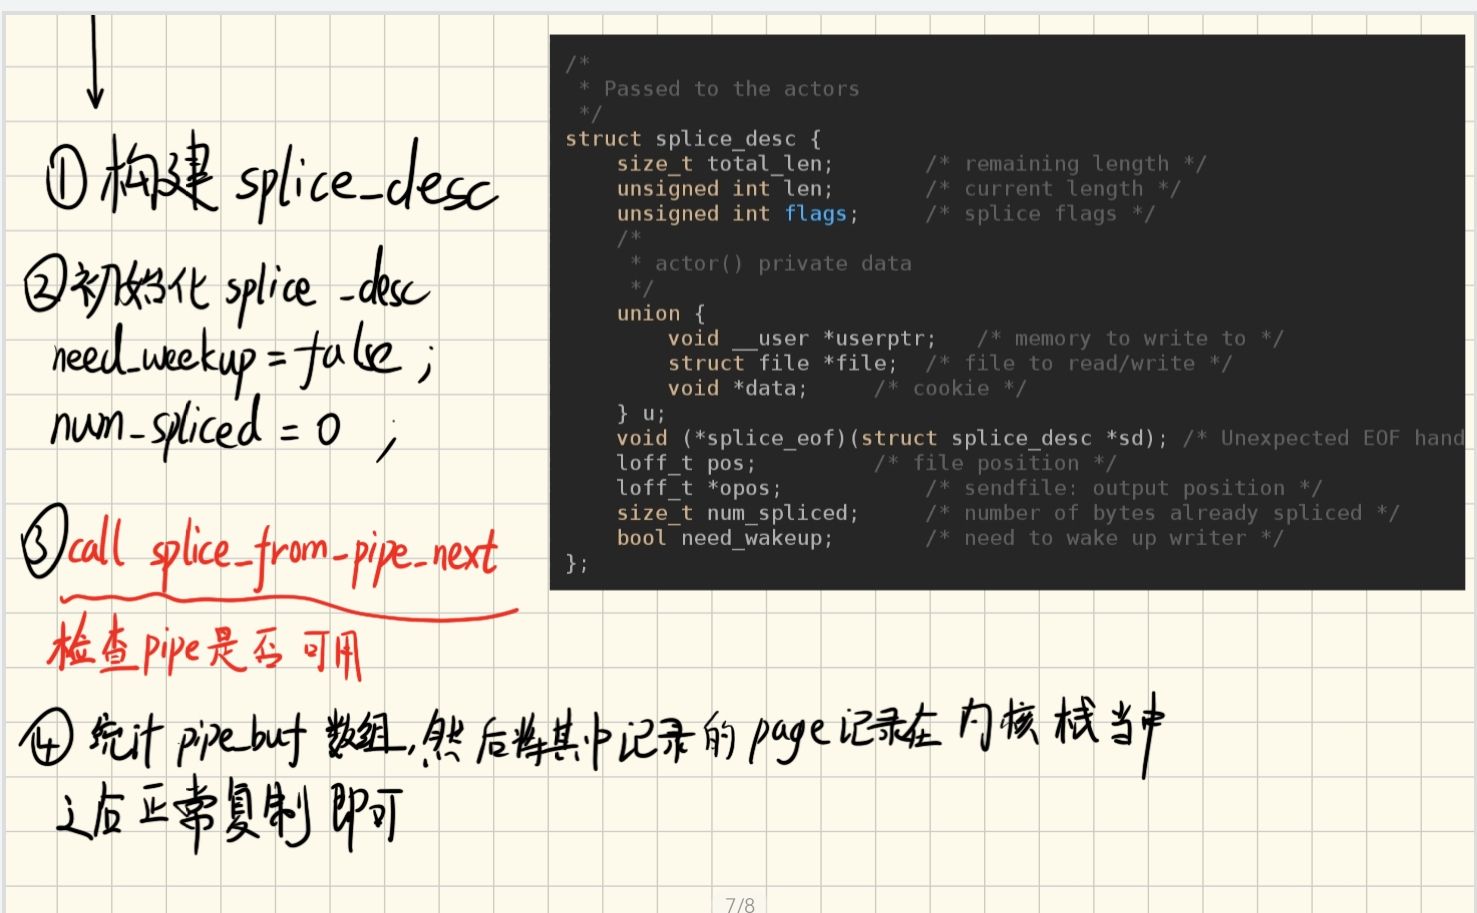 ①构建 splice_desc
②初始化 splice_desc
need_weekup = false ;
num_spliced = 0 ;
③call splice_from_pipe_next
检查pipe是否可用
④ 统计 pipe_buf 数组,然后将其中记录的page记录在内核栈当中
之后正常复制即可
/*
 * Passed to the actors
 */
struct splice_desc {
    size_t total_len;        /* remaining length */
    unsigned int len;        /* current length */
    unsigned int flags;      /* splice flags */
    /*
     * actor() private data
     */
    union {
        void __user *userptr;    /* memory to write to */
        struct file *file;   /* file to read/write */
        void *data;      /* cookie */
    } u;
    void (*splice_eof)(struct splice_desc *sd); /* Unexpected EOF hand
    loff_t pos;          /* file position */
    loff_t *opos;            /* sendfile: output position */
    size_t num_spliced;      /* number of bytes already spliced */
    bool need_wakeup;        /* need to wake up writer */
};
7/8